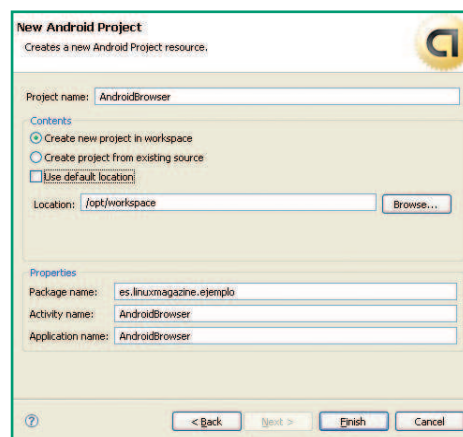 New Android Project
Creates a new Android Project resource.
Project name: AndroidBrowser
Contents
Create new project in workspace
Create project from existing source
Use default location
Location: /opt/workspace Browse...
Properties
Package name: es.linuxmagazine.ejemplo
Activity name: AndroidBrowser
Application name: AndroidBrowser
? < Back Next > Finish Cancel